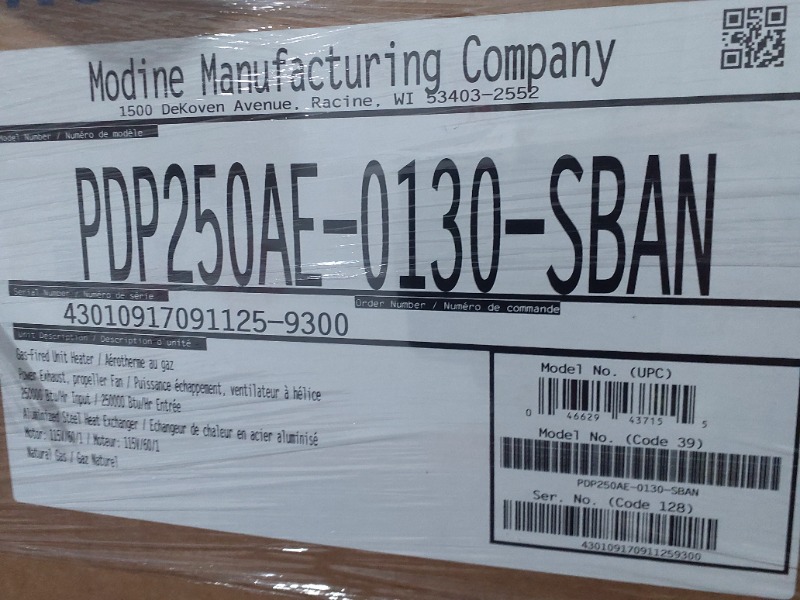 Modine Manufacturing Company
1500 DeKoven Avenue. Racine, WI 53403-2552
Model Number / Numéro de modèle
PDP250AE-0130-SBAN
Serial Number / Numéro de série
Order Number / Numéro de commande
43010917091125-9300
Unit Description / Description d unité
Gas-Fired Unit Heater / Aérotherme au gaz
Power Exhaust, propeller Fan / Puissance échappement, ventilateur à hélice
250000 Btu/Hr Input / 250000 Btu/Hr Entrée
Aluminized Steel Heat Exchanger / Echangeur de chaleur en acier aluminisé
Motor: 115V/60/1 / Moteur: 115V/60/1
Natural Gas / Gaz Naturel
Model No. (UPC)
0 46629 43715 5
Model No. (Code 39)
PDP250AE-0130-SBAN
Ser. No. (Code 128)
430109170911259300